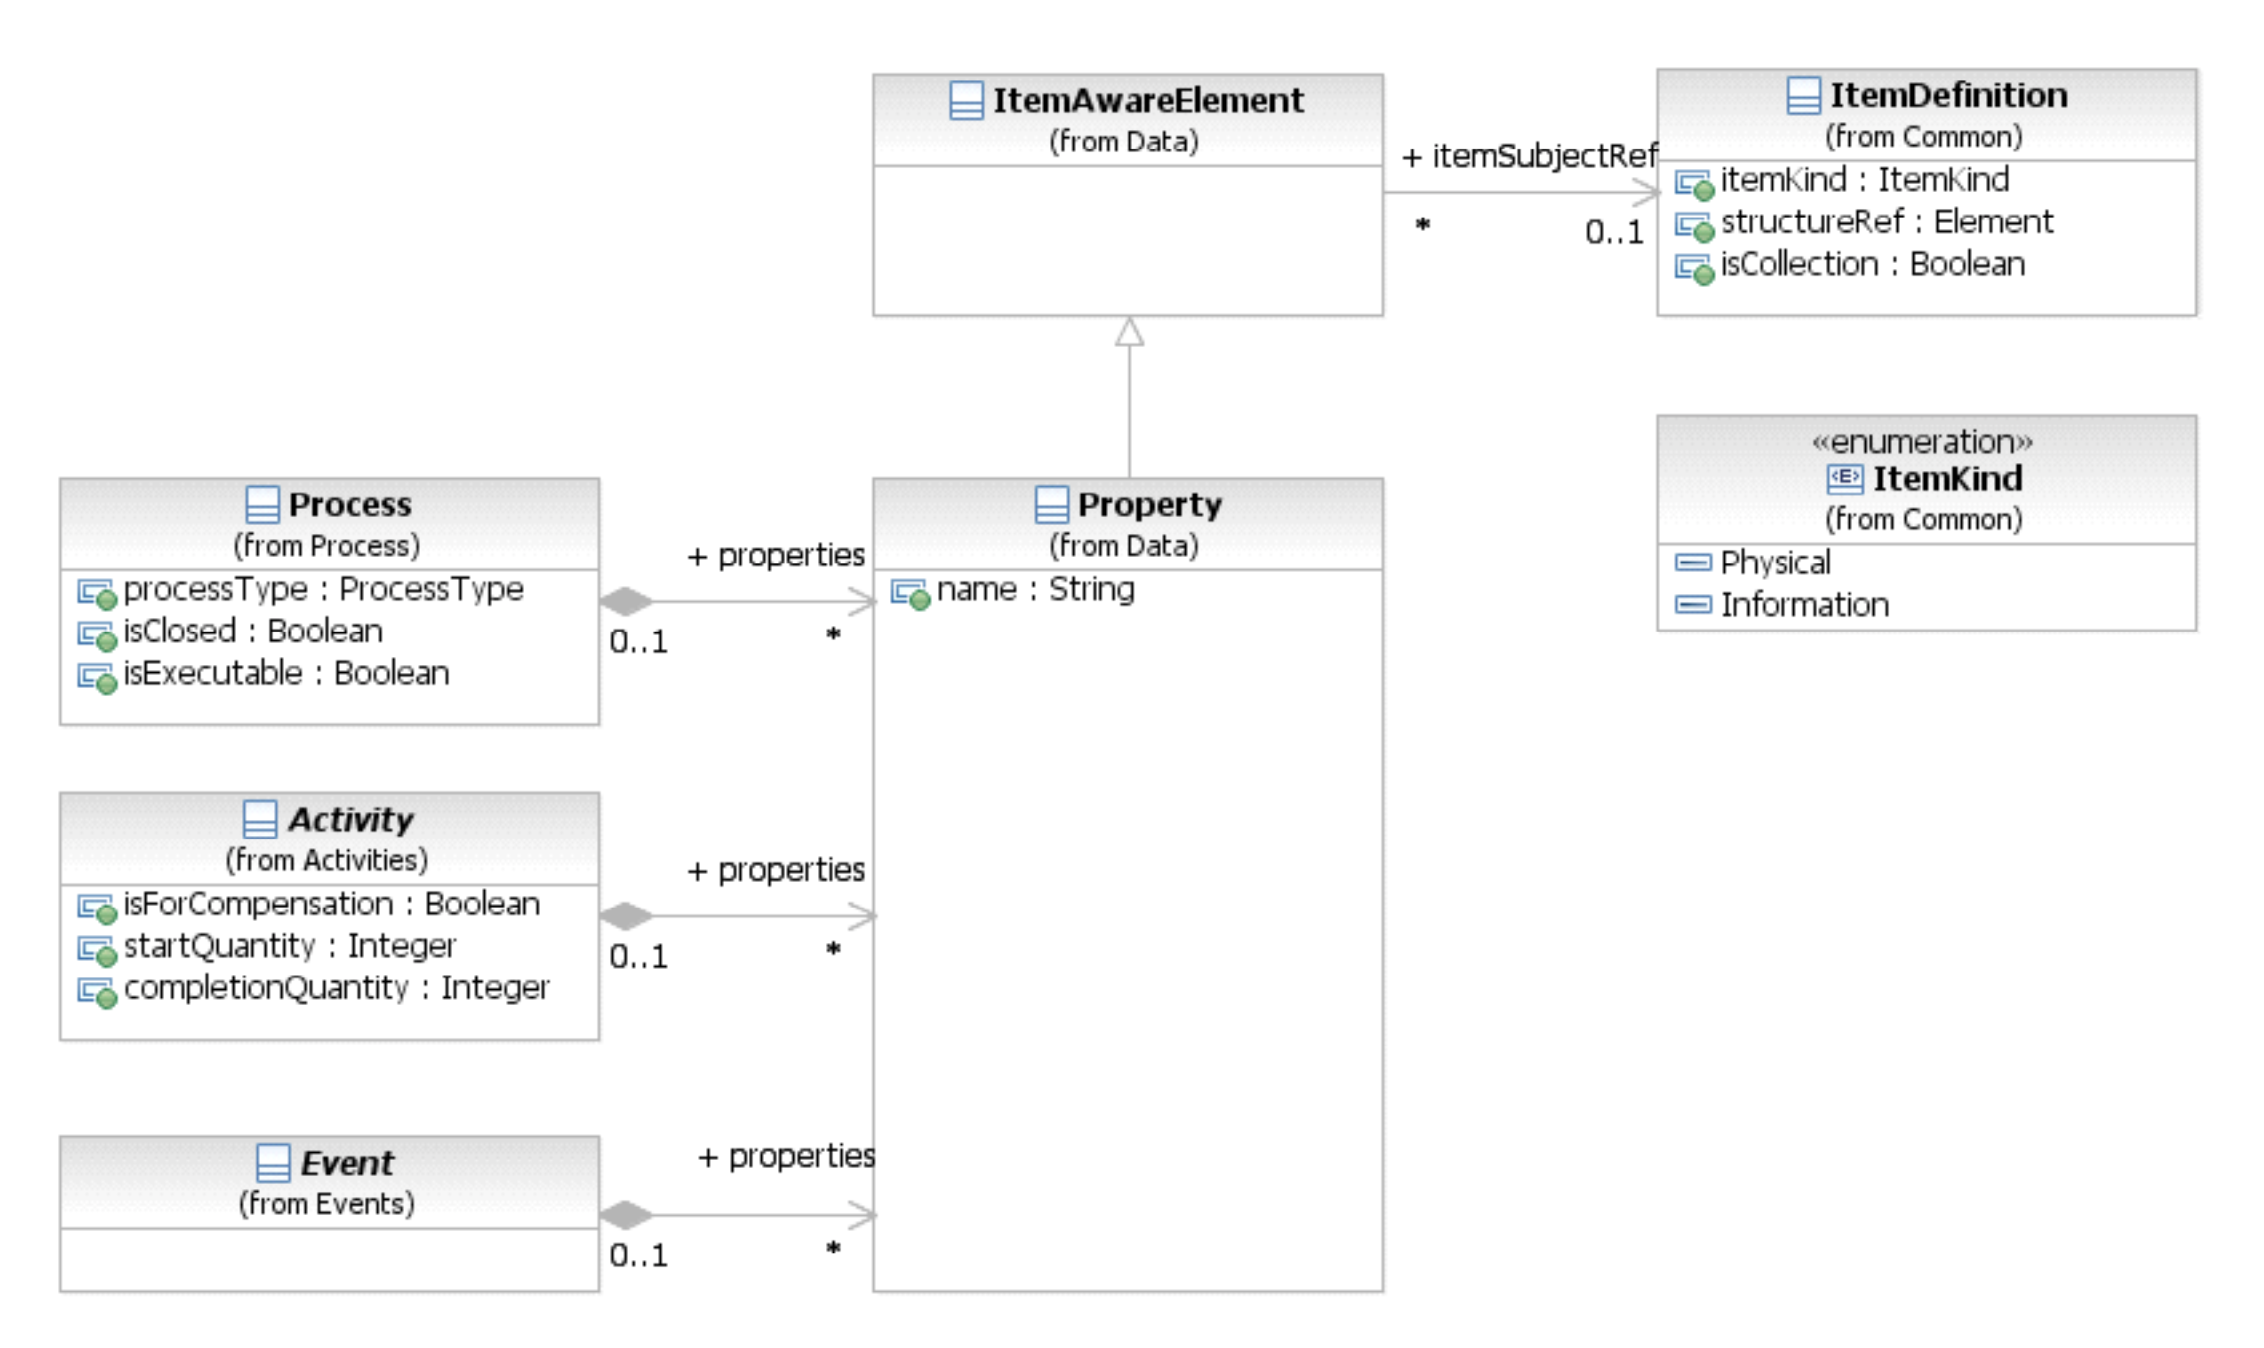 ItemAwareElement
(from Data)
+ itemSubjectRef
*
0..1
ItemDefinition
(from Common)
itemKind : ItemKind
structureRef : Element
isCollection : Boolean
«enumeration»
<E> ItemKind
(from Common)
Physical
Information
Process
(from Process)
processType : ProcessType
isClosed : Boolean
isExecutable : Boolean
+ properties
0..1
*
Property
(from Data)
name : String
Activity
(from Activities)
isForCompensation : Boolean
startQuantity : Integer
completionQuantity : Integer
+ properties
0..1
*
Event
(from Events)
+ properties
0..1
*